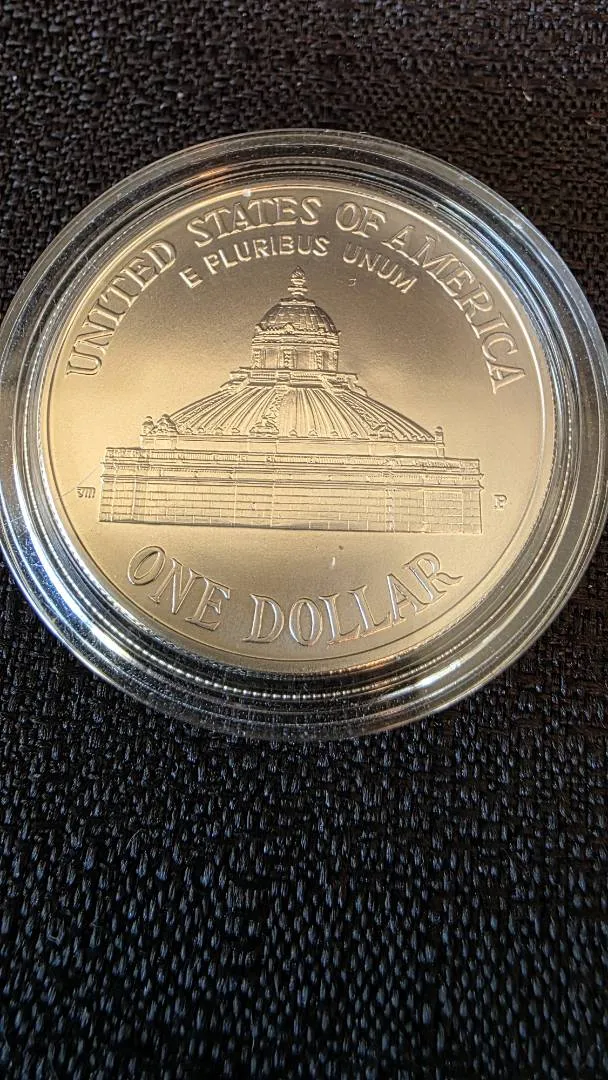 UNITED STATES OF AMERICA
E PLURIBUS UNUM
P
ONE DOLLAR